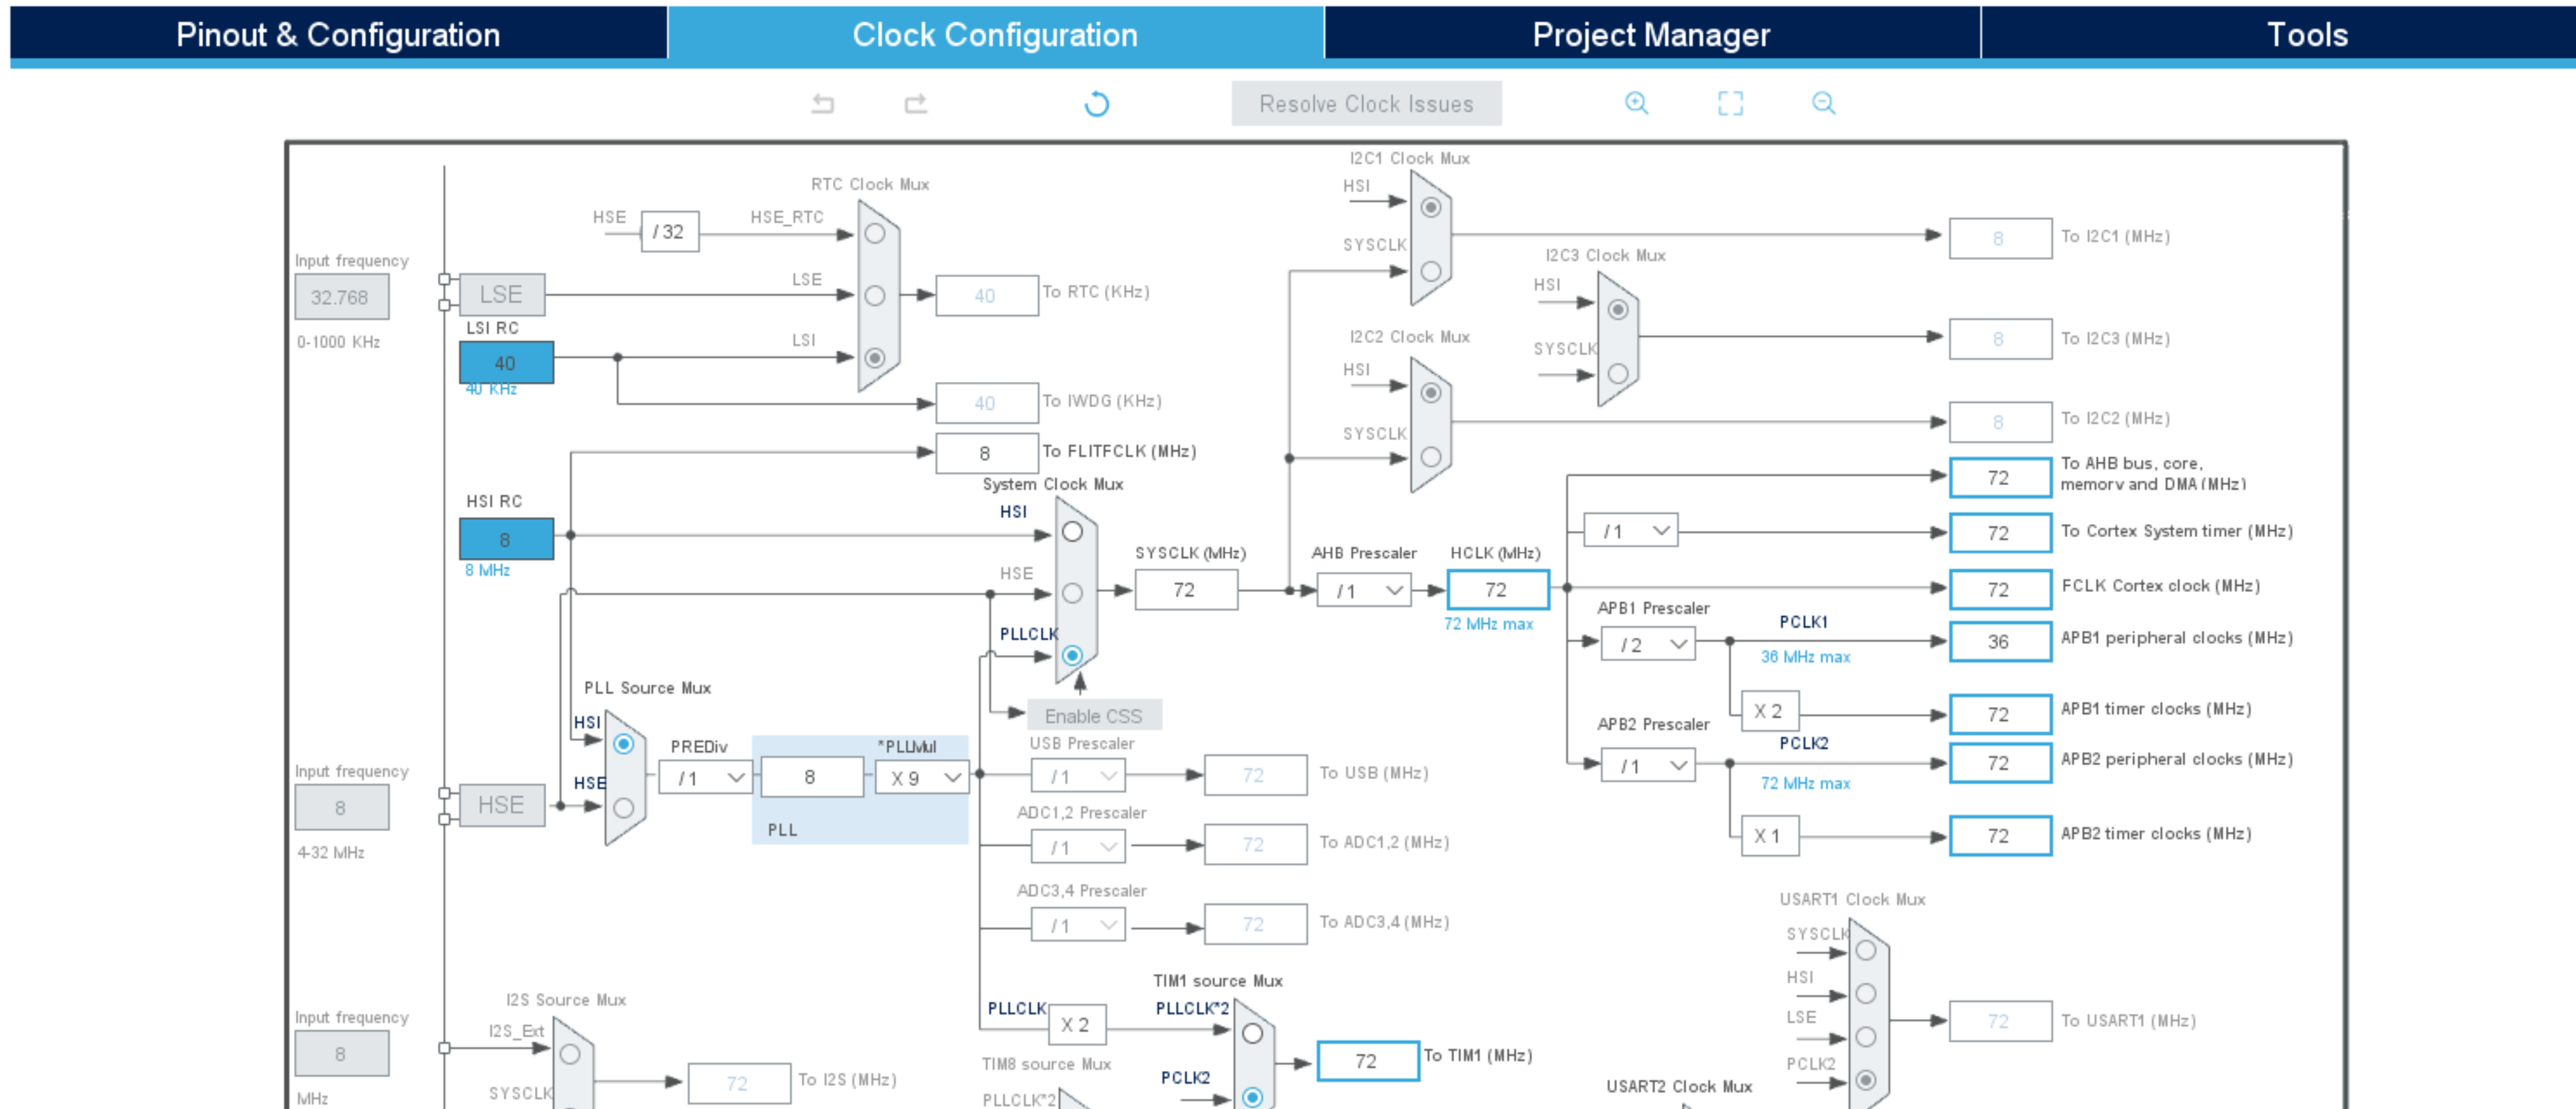 Pinout & Configuration
Clock Configuration
Project Manager
Tools
Resolve Clock Issues
RTC Clock Mux
HSE
/ 32
HSE_RTC
Input frequency
32.768
0-1000 KHz
LSE
LSE
40
To RTC (KHz)
LSI RC
40
40 KHz
LSI
40
To IWDG (KHz)
8
To FLITFCLK (MHz)
System Clock Mux
HSI RC
8
8 MHz
HSI
HSE
PLLCLK
SYSCLK (MHz)
72
AHB Prescaler
/ 1
HCLK (MHz)
72
72 MHz max
Enable CSS
PLL Source Mux
HSI
HSE
PREDiv
/ 1
8
*PLLMul
X 9
PLL
Input frequency
8
4-32 MHz
HSE
USB Prescaler
/ 1
72
To USB (MHz)
ADC1,2 Prescaler
/ 1
72
To ADC1,2 (MHz)
ADC3,4 Prescaler
/ 1
72
To ADC3,4 (MHz)
I2C1 Clock Mux
HSI
SYSCLK
8
To I2C1 (MHz)
I2C3 Clock Mux
HSI
SYSCLK
8
To I2C3 (MHz)
I2C2 Clock Mux
HSI
SYSCLK
8
To I2C2 (MHz)
72
To AHB bus, core,
memory and DMA (MHz)
/ 1
72
To Cortex System timer (MHz)
72
FCLK Cortex clock (MHz)
APB1 Prescaler
/ 2
PCLK1
36 MHz max
36
APB1 peripheral clocks (MHz)
X 2
72
APB1 timer clocks (MHz)
APB2 Prescaler
/ 1
PCLK2
72 MHz max
72
APB2 peripheral clocks (MHz)
X 1
72
APB2 timer clocks (MHz)
USART1 Clock Mux
SYSCLK
HSI
LSE
PCLK2
72
To USART1 (MHz)
USART2 Clock Mux
I2S Source Mux
Input frequency
8
MHz
I2S_Ext
SYSCLK
72
To I2S (MHz)
TIM1 source Mux
PLLCLK
X 2
PLLCLK*2
PCLK2
72
To TIM1 (MHz)
TIM8 source Mux
PLLCLK*2